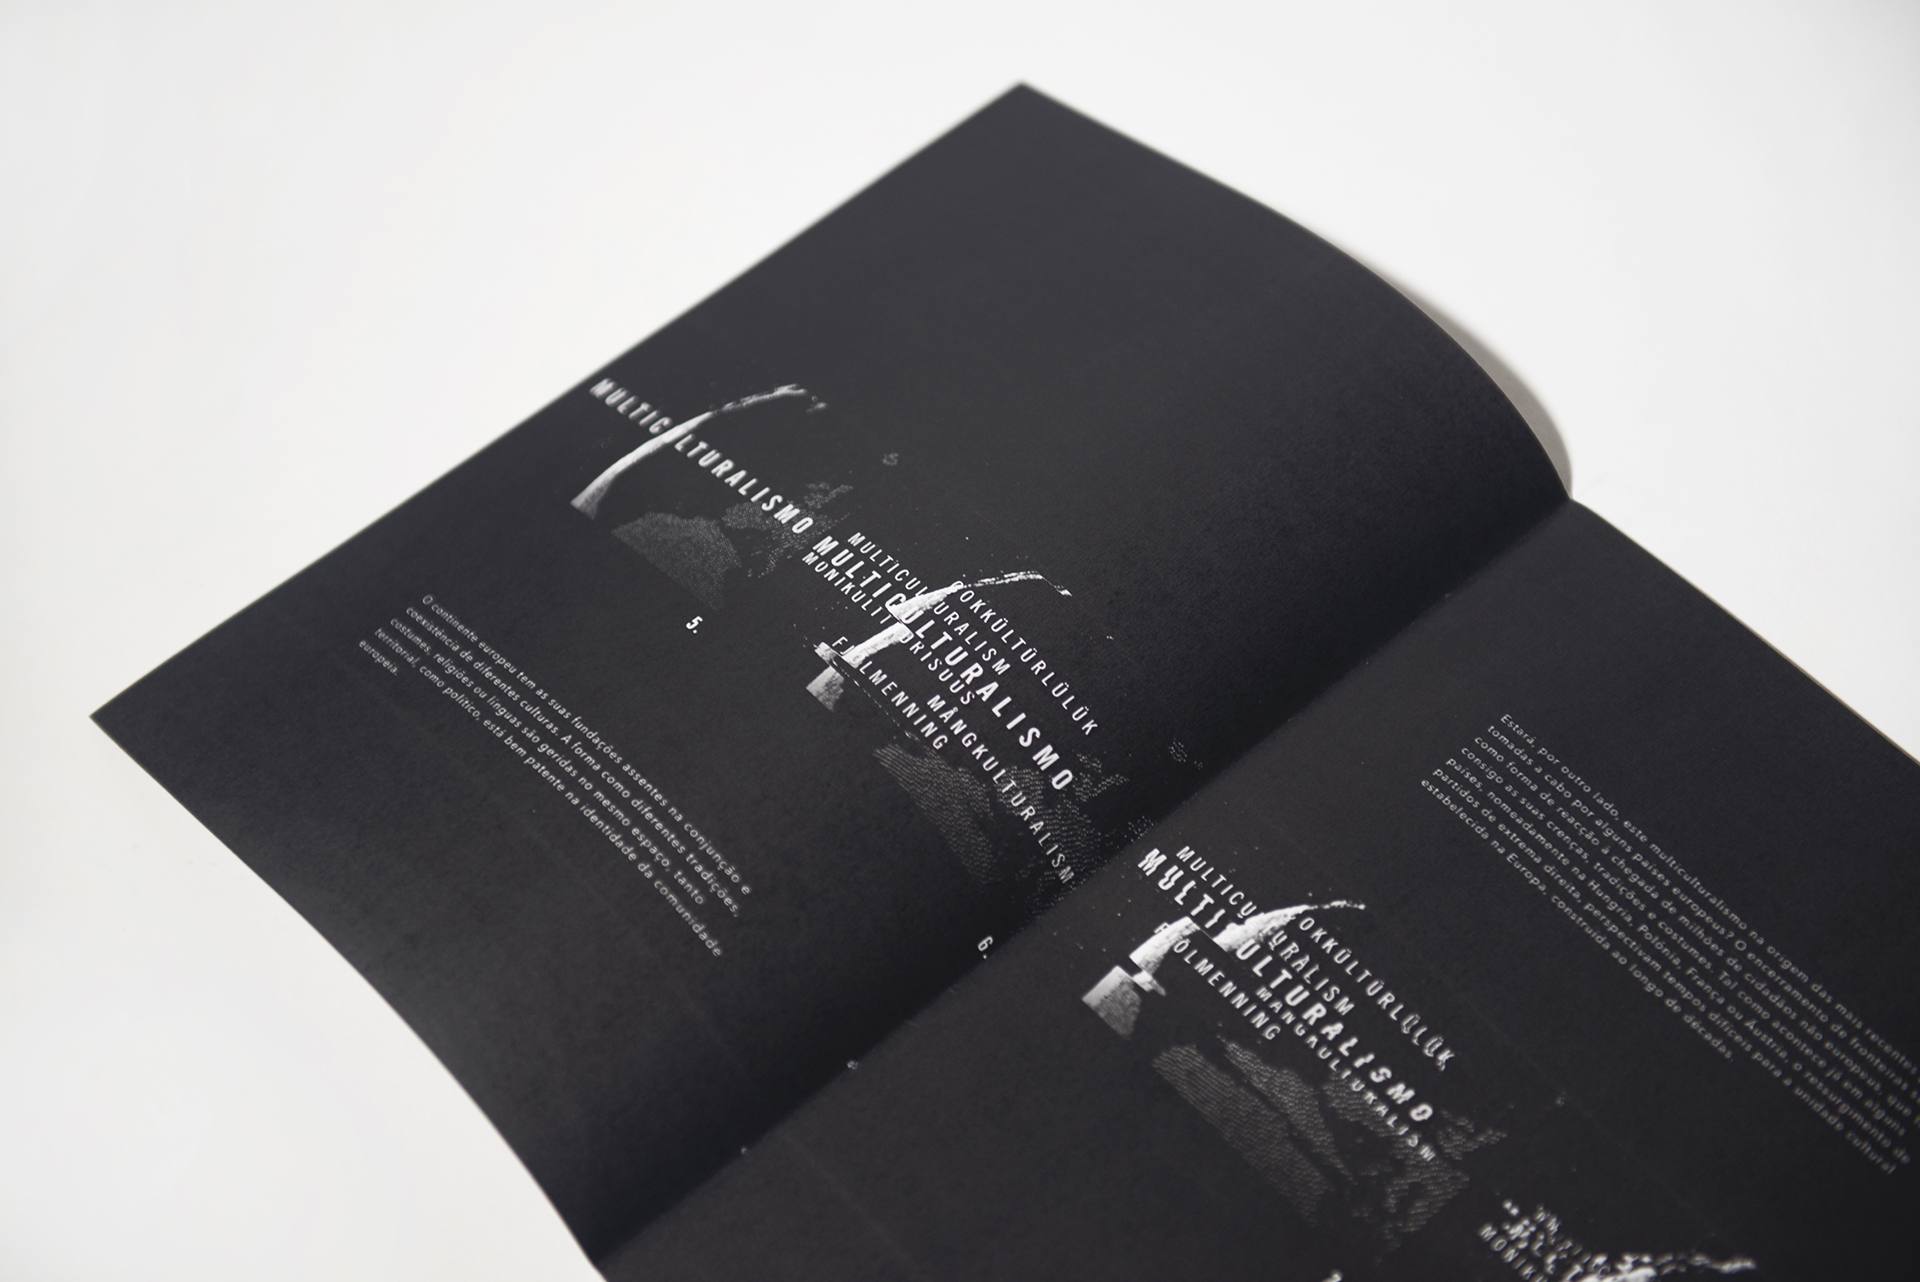 MULTICULTURALISMO
5.
O continente europeu tem as suas fundações assentes na conjunção e
coexistência de diferentes culturas. A forma como diferentes tradições,
costumes, religiões ou línguas são geridas no mesmo espaço, tanto
territorial, como político, está bem patente na identidade da comunidade
europeia.
ÇOKKÜLTÜRLÜLÜK
MULTICULTURALISM
MULTICULTURALISMO
MONIKULTTUURISUUS
MÅNGKULTURALISM
FJÖLMENNING
6.
Estará, por outro lado, este multiculturalismo na origem das mais recentes
tomadas a cabo por alguns países europeus? O encerramento de fronteiras
como forma de reacção à chegada de milhões de cidadãos não europeus, que
consigo as suas crenças, tradições e costumes. Tal como acontece já em alguns
países, nomeadamente na Hungria, Polónia, França ou Áustria, o ressurgimento de
partidos de extrema direita, perspectivam tempos difíceis para a unidade cultural
estabelecida na Europa, construída ao longo de décadas.
ÇOKKÜLTÜRLÜLÜK
MULTICULTURALISM
MULTICULTURALISMO
MÅNGKULTURALISM
FJÖLMENNING
7.